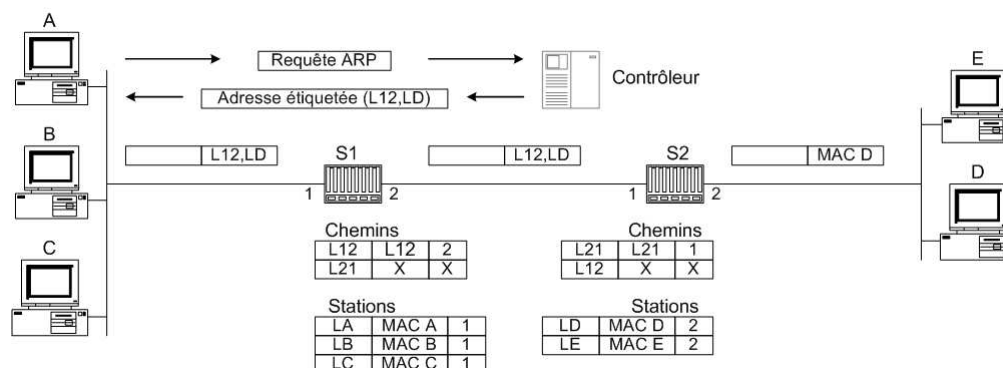 A
Requête ARP
Contrôleur
Adresse étiquetée (L12,LD)
E
B
L12,LD
S1
L12,LD
S2
MAC D
D
1 2
1 2
C
Chemins
L12 L12 2
L21 X X
Chemins
L21 L21 1
L12 X X
Stations
LA MAC A 1
LB MAC B 1
LC MAC C 1
Stations
LD MAC D 2
LE MAC E 2